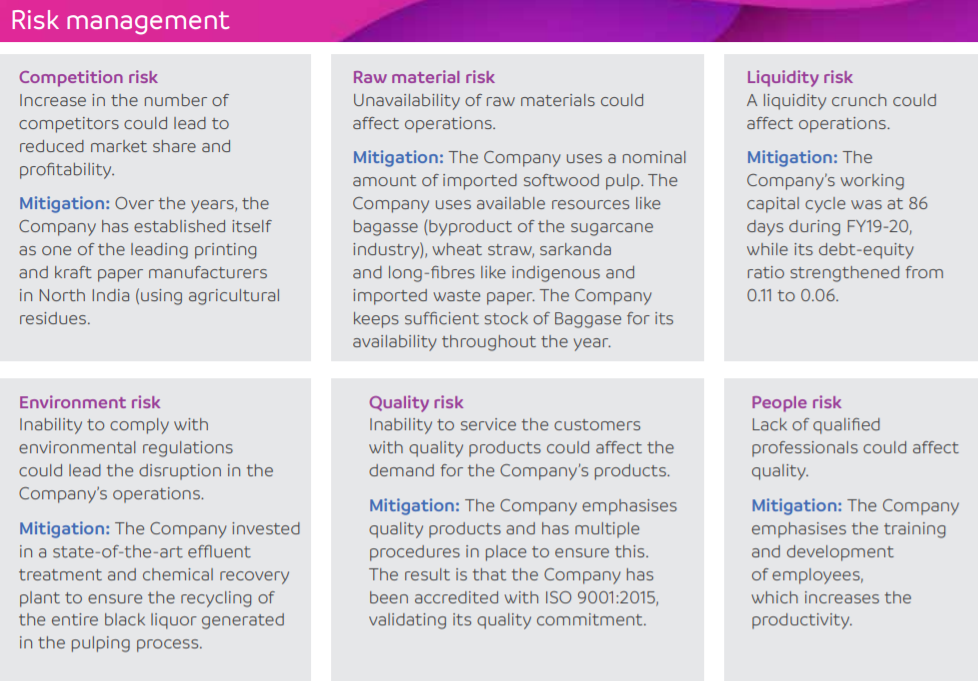 Risk management
Competition risk
Increase in the number of
competitors could lead to
reduced market share and
profitability.
Mitigation: Over the years, the
Company has established itself
as one of the leading printing
and kraft paper manufacturers
in North India (using agricultural
residues.
Raw material risk
Unavailability of raw materials could
affect operations.
Mitigation: The Company uses a nominal
amount of imported softwood pulp. The
Company uses available resources like
bagasse (byproduct of the sugarcane
industry), wheat straw, sarkanda
and long-fibres like indigenous and
imported waste paper. The Company
keeps sufficient stock of Baggase for its
availability throughout the year.
Liquidity risk
A liquidity crunch could
affect operations.
Mitigation: The
Company's working
capital cycle was at 86
days during FY19-20,
while its debt-equity
ratio strengthened from
0.11 to 0.06.
Environment risk
Inability to comply with
environmental regulations
could lead the disruption in the
Company's operations.
Mitigation: The Company invested
in a state-of-the-art effluent
treatment and chemical recovery
plant to ensure the recycling of
the entire black liquor generated
in the pulping process.
Quality risk
Inability to service the customers
with quality products could affect the
demand for the Company's products.
Mitigation: The Company emphasises
quality products and has multiple
procedures in place to ensure this.
The result is that the Company has
been accredited with ISO 9001:2015,
validating its quality commitment.
People risk
Lack of qualified
professionals could affect
quality.
Mitigation: The Company
emphasises the training
and development
of employees,
which increases the
productivity.